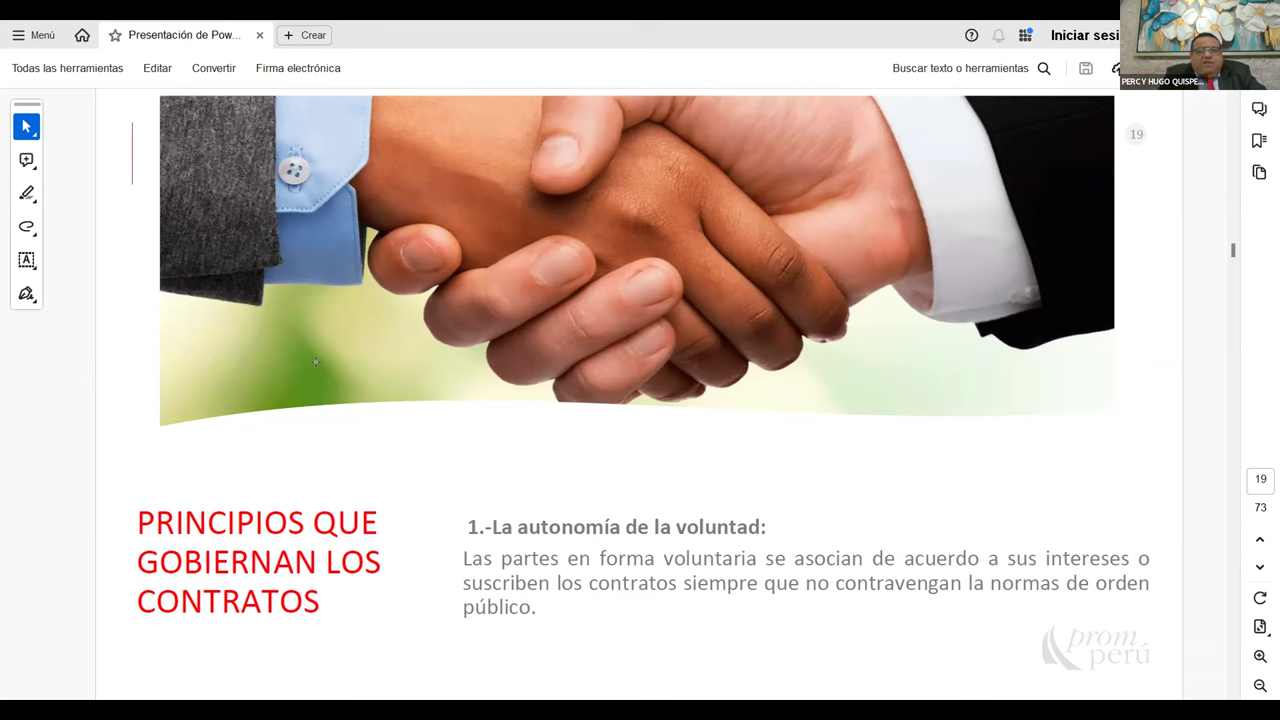 Menú
Presentación de Pow...
Crear
Iniciar sesi
PERCY HUGO QUISPE...
Todas las herramientas
Editar
Convertir
Firma electrónica
Buscar texto o herramientas
19
19
73
PRINCIPIOS QUE
GOBIERNAN LOS
CONTRATOS
1.-La autonomía de la voluntad:
Las partes en forma voluntaria se asocian de acuerdo a sus intereses o
suscriben los contratos siempre que no contravengan la normas de orden
público.
prom
perú